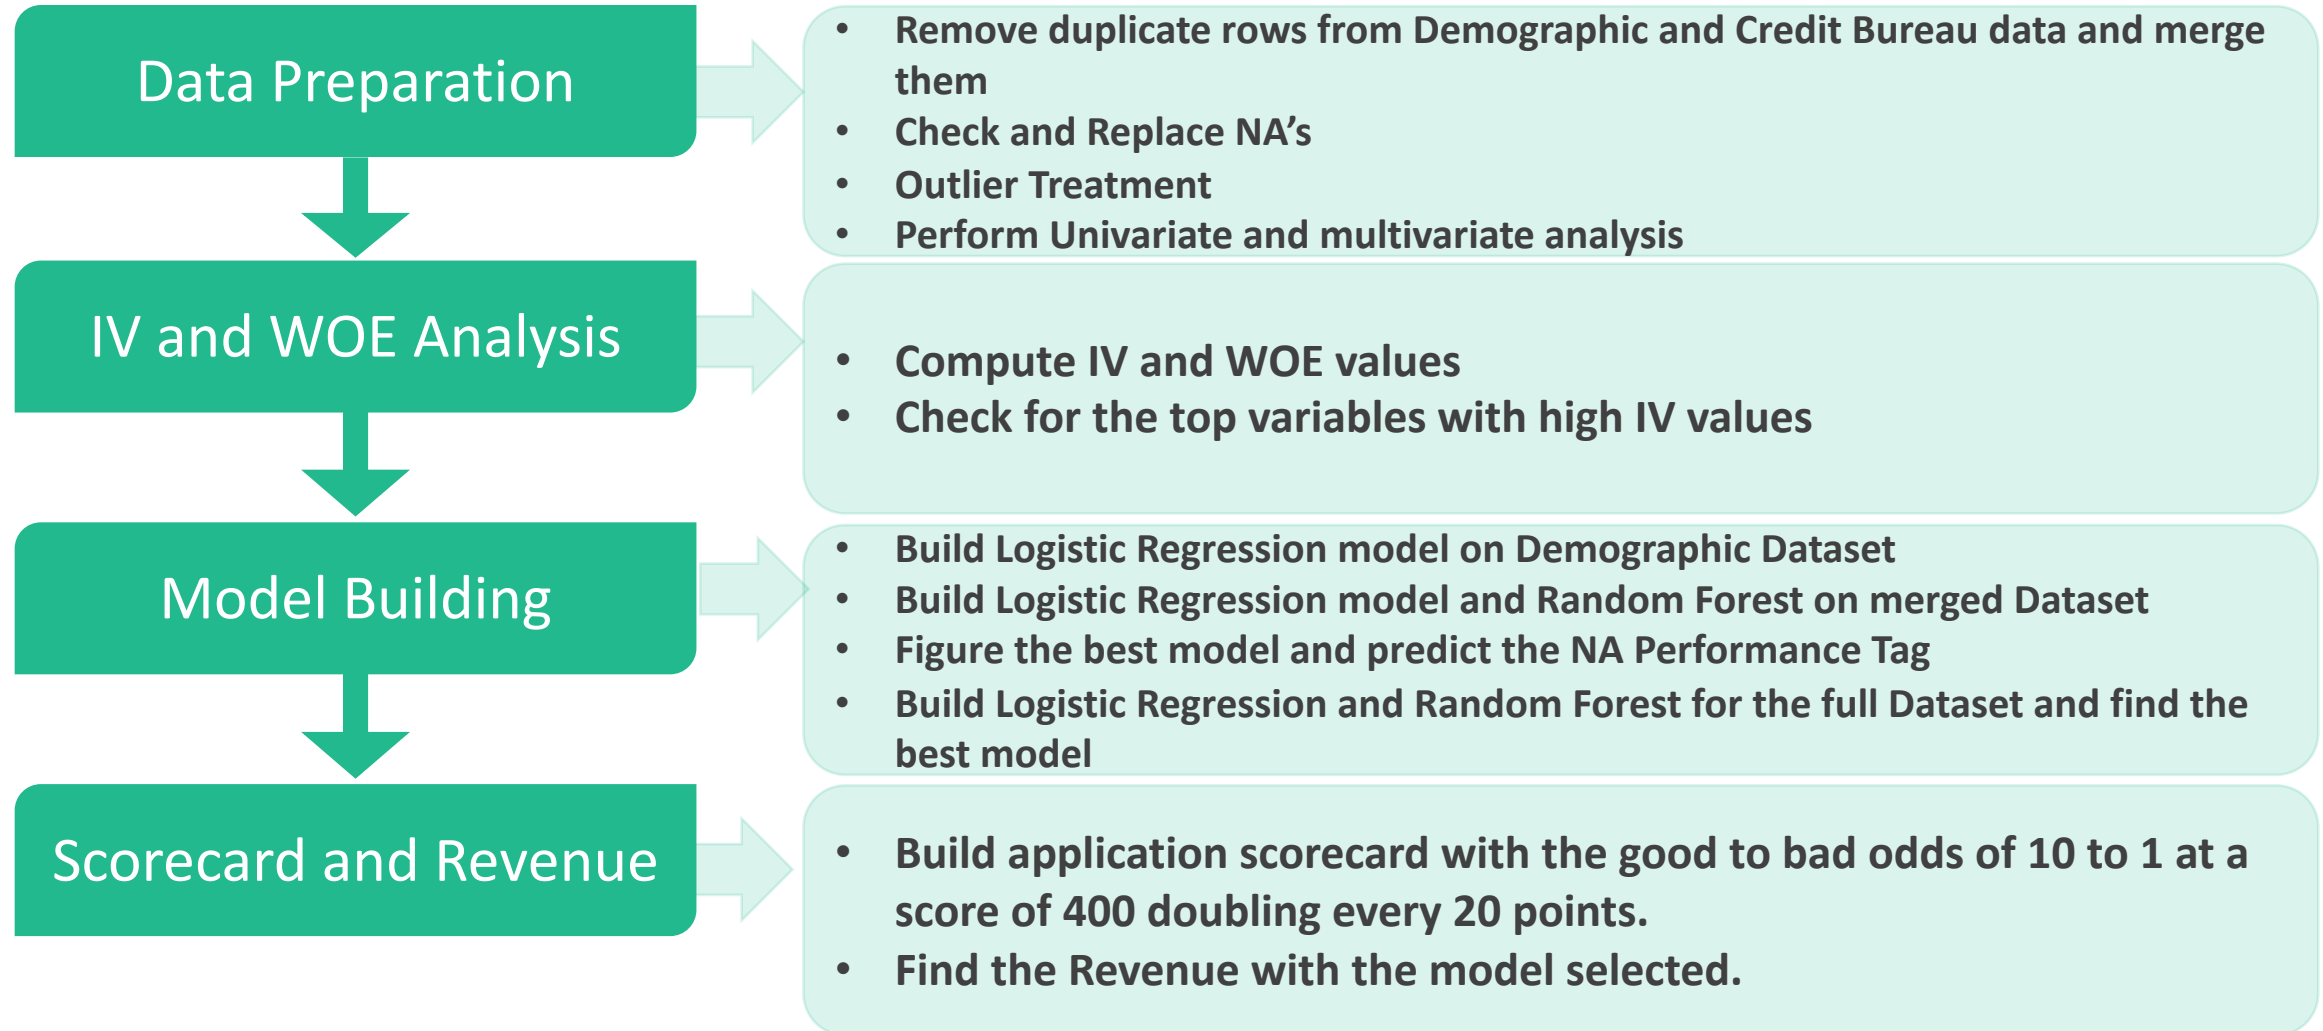 Data Preparation
• Remove duplicate rows from Demographic and Credit Bureau data and merge
them
• Check and Replace NA’s
• Outlier Treatment
• Perform Univariate and multivariate analysis
IV and WOE Analysis
• Compute IV and WOE values
• Check for the top variables with high IV values
Model Building
• Build Logistic Regression model on Demographic Dataset
• Build Logistic Regression model and Random Forest on merged Dataset
• Figure the best model and predict the NA Performance Tag
• Build Logistic Regression and Random Forest for the full Dataset and find the
best model
Scorecard and Revenue
• Build application scorecard with the good to bad odds of 10 to 1 at a
score of 400 doubling every 20 points.
• Find the Revenue with the model selected.